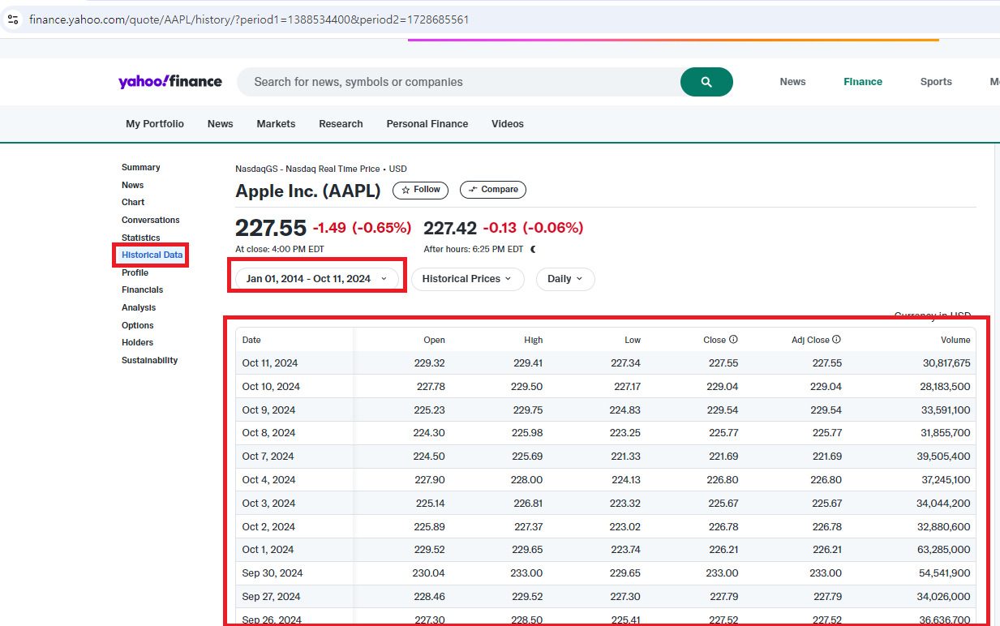 finance.yahoo.com/quote/AAPL/history/?period1=1388534400&period2=1728685561
yahoo!finance Search for news, symbols or companies News Finance Sports
My Portfolio News Markets Research Personal Finance Videos
Summary
News
Chart
Conversations
Statistics
Historical Data
Profile
Financials
Analysis
Options
Holders
Sustainability
NasdaqGS - Nasdaq Real Time Price • USD
Apple Inc. (AAPL) Follow Compare
227.55 -1.49 (-0.65%) 227.42 -0.13 (-0.06%)
At close: 4:00 PM EDT After hours: 6:25 PM EDT
Jan 01, 2014 - Oct 11, 2024 Historical Prices Daily
Currency in USD
Date Open High Low Close Adj Close Volume
Oct 11, 2024 229.32 229.41 227.34 227.55 227.55 30,817,675
Oct 10, 2024 227.78 229.50 227.17 229.04 229.04 28,183,500
Oct 9, 2024 225.23 229.75 224.83 229.54 229.54 33,591,100
Oct 8, 2024 224.30 225.98 223.25 225.77 225.77 31,855,700
Oct 7, 2024 224.50 225.69 221.33 221.69 221.69 39,505,400
Oct 4, 2024 227.90 228.00 224.13 226.80 226.80 37,245,100
Oct 3, 2024 225.14 226.81 223.32 225.67 225.67 34,044,200
Oct 2, 2024 225.89 227.37 223.02 226.78 226.78 32,880,600
Oct 1, 2024 229.52 229.65 223.74 226.21 226.21 63,285,000
Sep 30, 2024 230.04 233.00 229.65 233.00 233.00 54,541,900
Sep 27, 2024 228.46 229.52 227.30 227.79 227.79 34,026,000
Sep 26, 2024 227.30 228.50 225.41 227.52 227.52 36,636,700